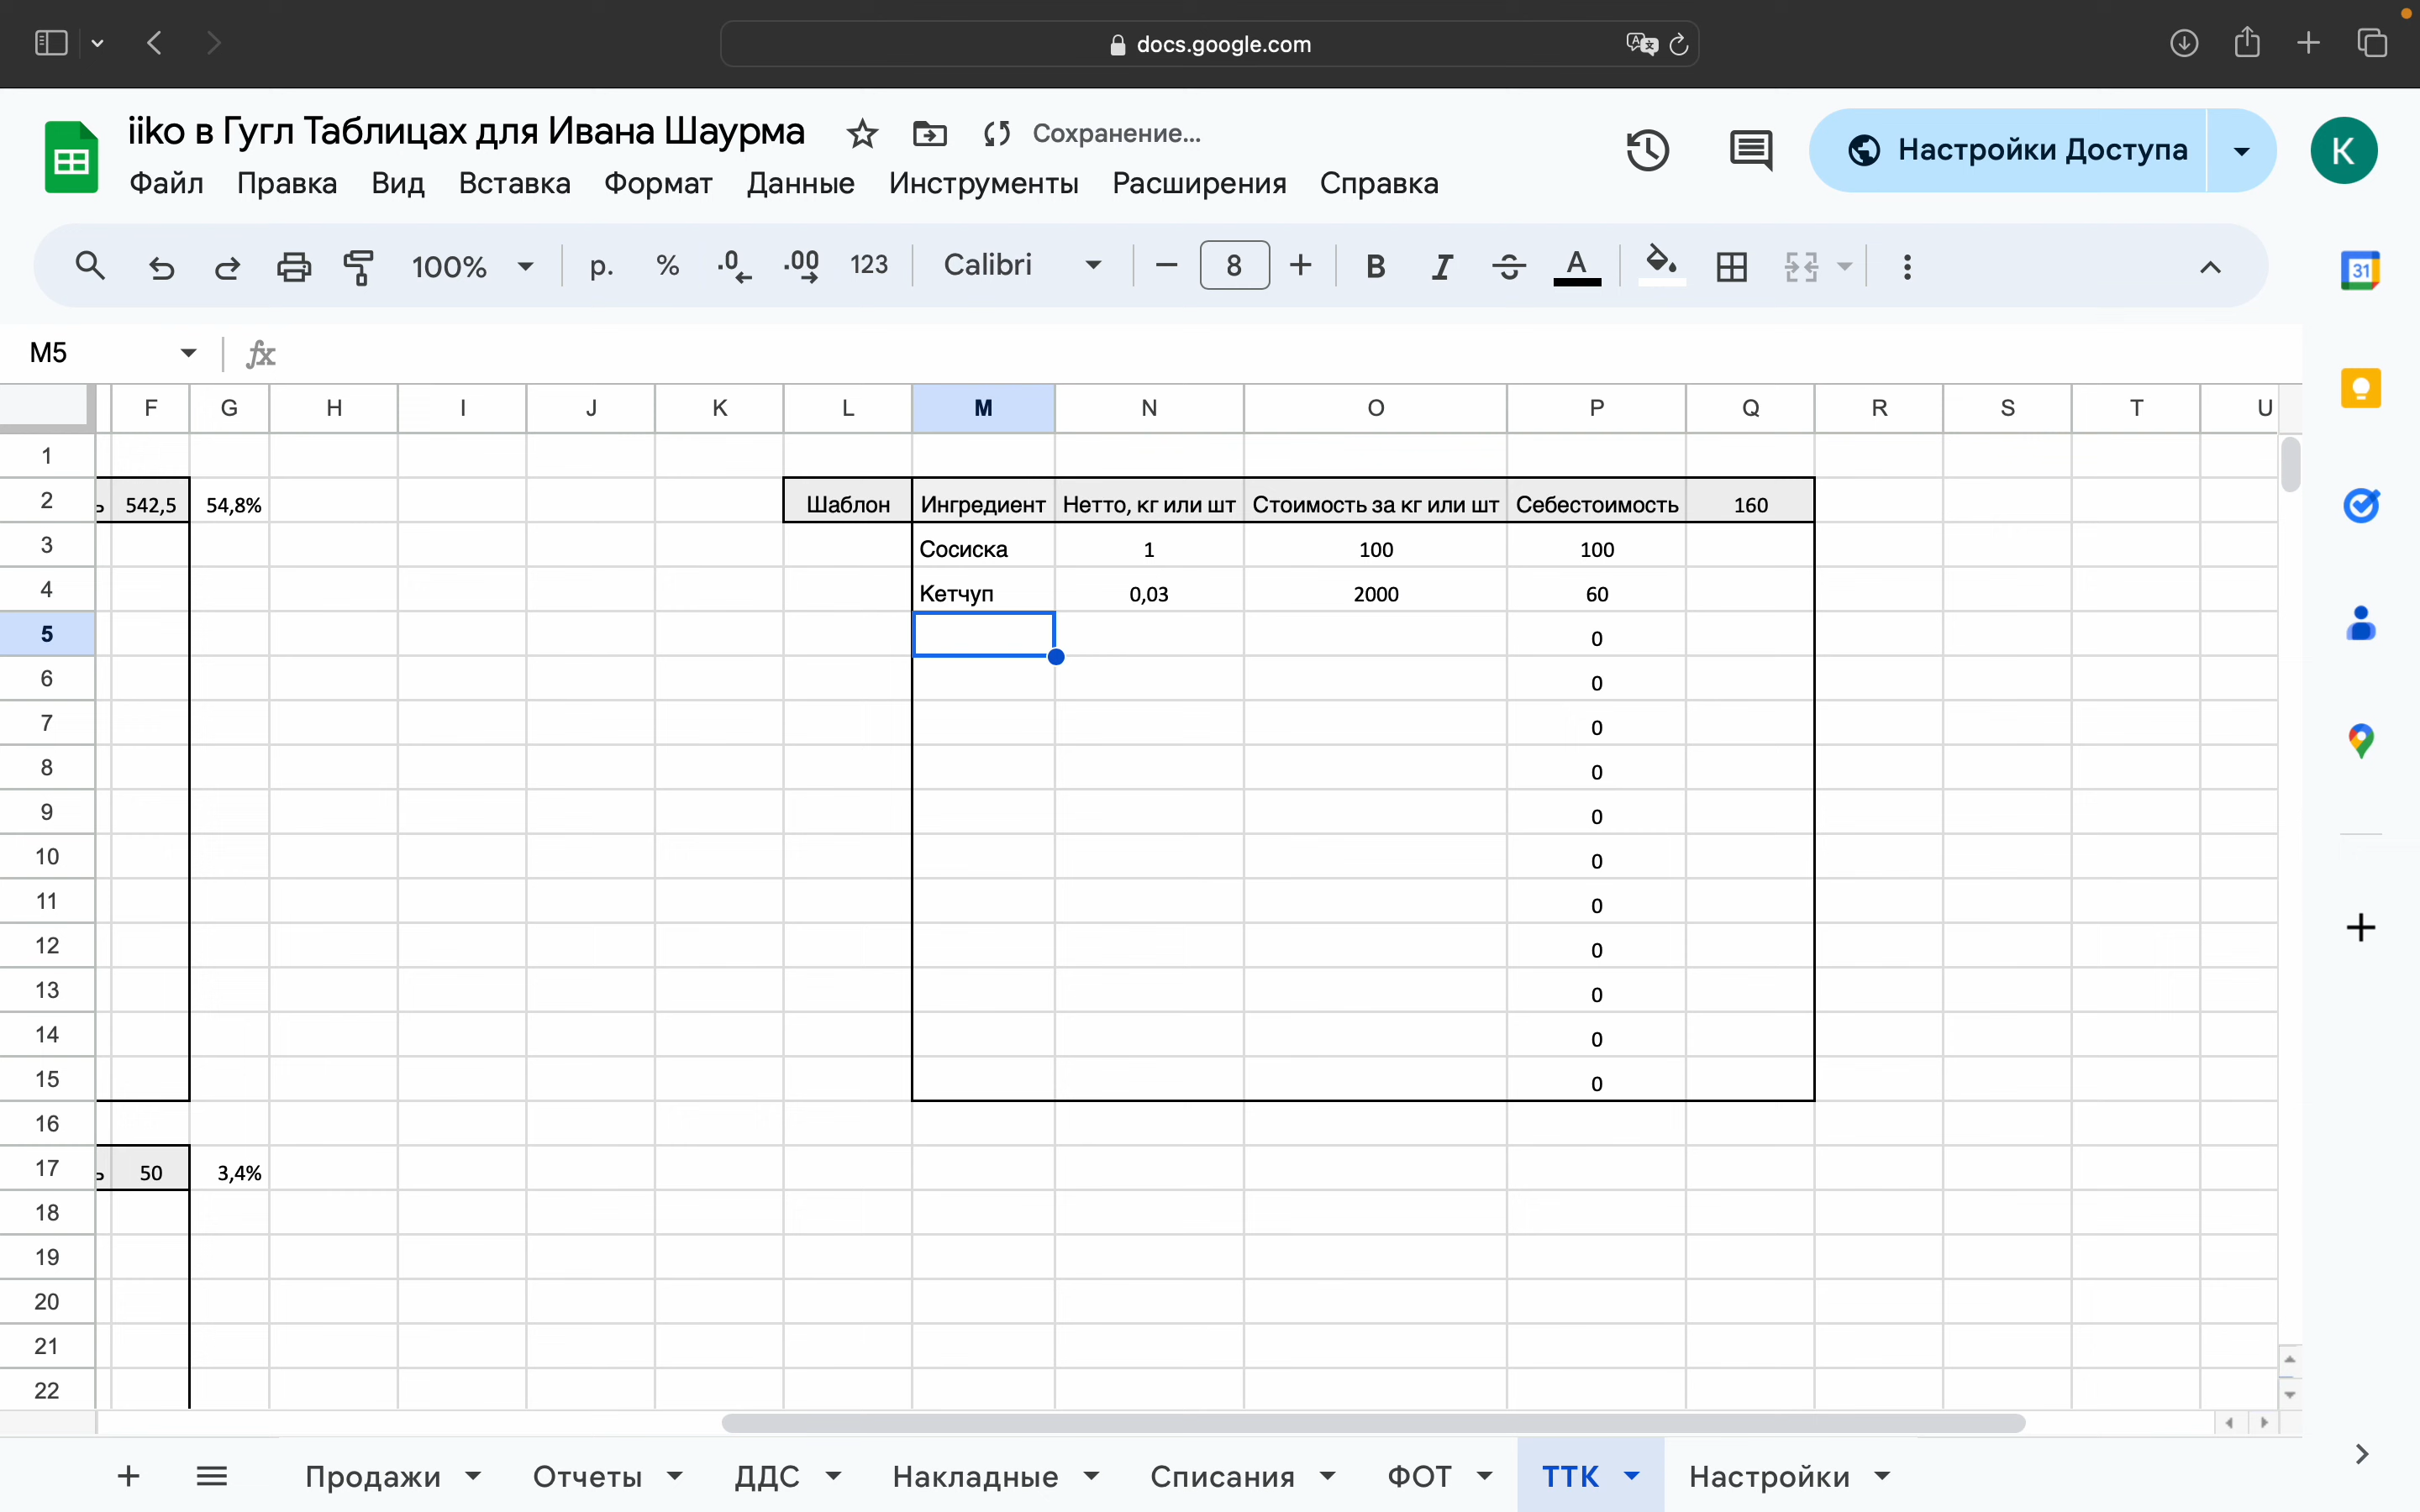 docs.google.com
iiko в Гугл Таблицах для Ивана Шаурма
Сохранение...
Файл Правка Вид Вставка Формат Данные Инструменты Расширения Справка
Настройки Доступа
K
100% р. % .0 .00 123 Calibri 8 B I A
31
M5
fx
F G H I J K L M N O P Q R S T U
1
2 ь 542,5 54,8% Шаблон Ингредиент Нетто, кг или шт Стоимость за кг или шт Себестоимость 160
3 Сосиска 1 100 100
4 Кетчуп 0,03 2000 60
5 0
6 0
7 0
8 0
9 0
10 0
11 0
12 0
13 0
14 0
15 0
16
17 ь 50 3,4%
18
19
20
21
22
Продажи Отчеты ДДС Накладные Списания ФОТ ТТК Настройки